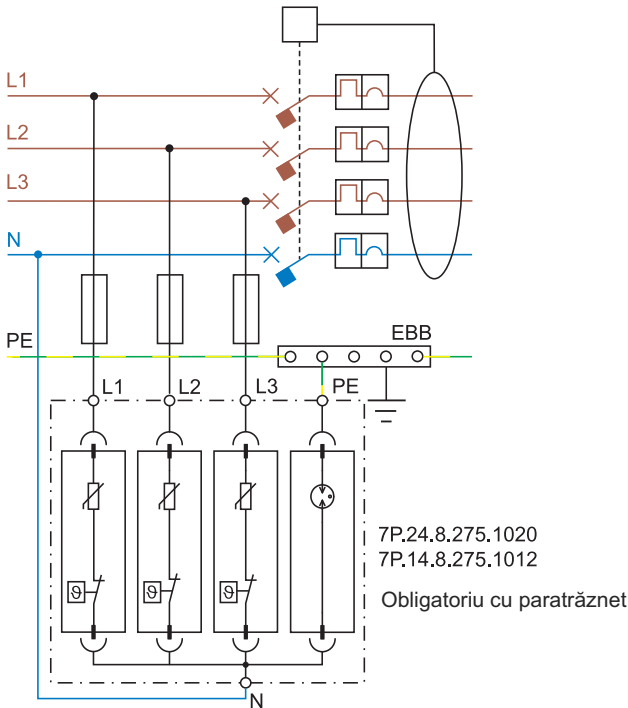 L1
L2
L3
N
PE
EBB
L1
L2
L3
PE
ϑ
ϑ
ϑ
7P.24.8.275.1020
7P.14.8.275.1012
Obligatoriu cu paratrăznet
N